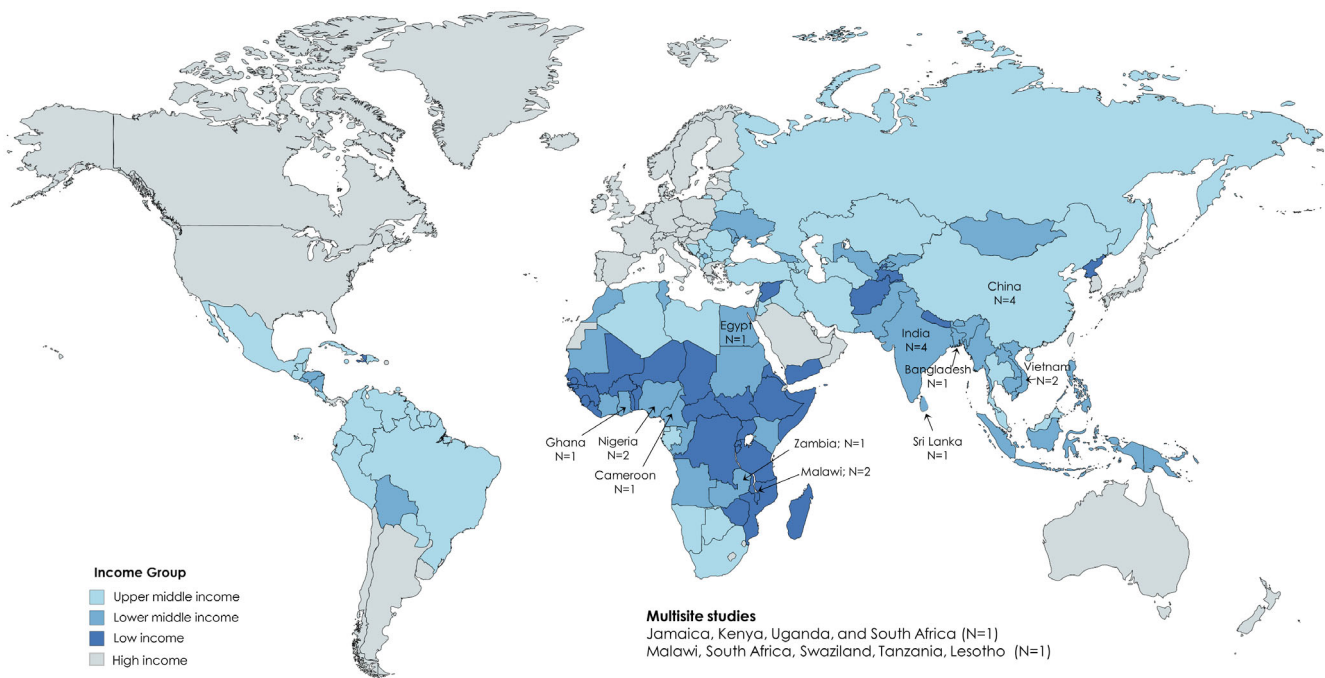 China
N=4
Egypt
N=1
India
N=4
Bangladesh
N=1
Vietnam
N=2
Sri Lanka
N=1
Ghana
N=1
Nigeria
N=2
Cameroon
N=1
Zambia; N=1
Malawi; N=2
Income Group
Upper middle income
Lower middle income
Low income
High income
Multisite studies
Jamaica, Kenya, Uganda, and South Africa (N=1)
Malawi, South Africa, Swaziland, Tanzania, Lesotho (N=1)